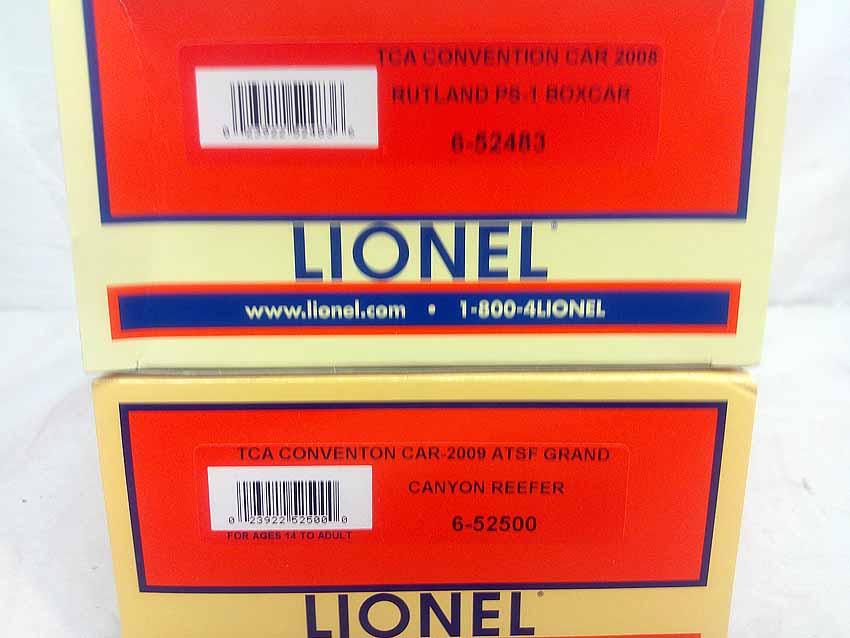 TCA CONVENTION CAR 2008
RUTLAND PS-1 BOXCAR
6-52483
LIONEL
www.lionel.com • 1-800-4LIONEL
TCA CONVENTON CAR-2009 ATSF GRAND
CANYON REEFER
0 23922 52500 0
6-52500
FOR AGES 14 TO ADULT
LIONEL